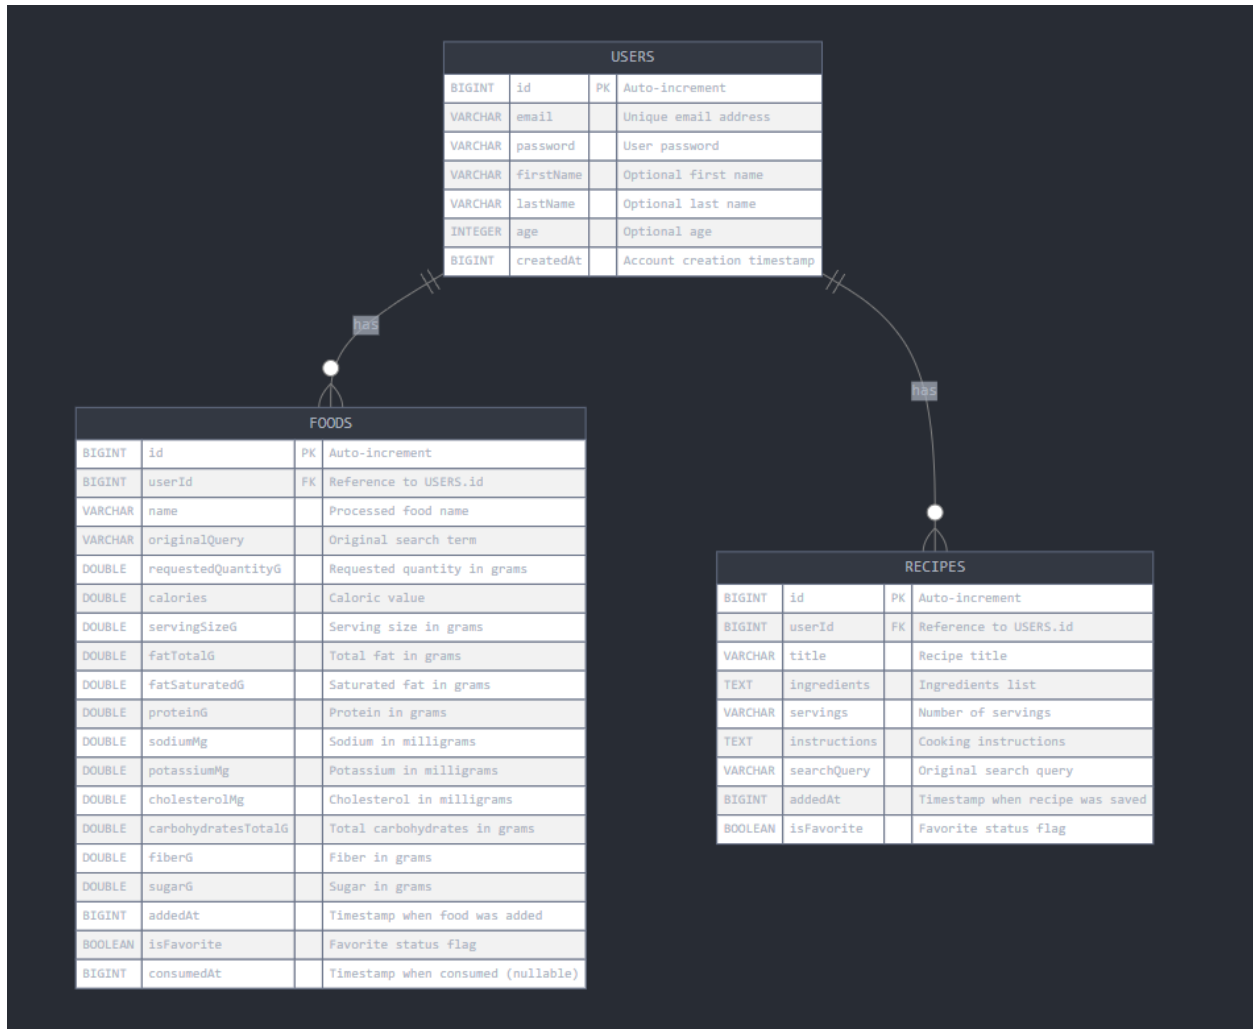 USERS
BIGINT id PK Auto-increment
VARCHAR email Unique email address
VARCHAR password User password
VARCHAR firstName Optional first name
VARCHAR lastName Optional last name
INTEGER age Optional age
BIGINT createdAt Account creation timestamp
has
has
FOODS
BIGINT id PK Auto-increment
BIGINT userId FK Reference to USERS.id
VARCHAR name Processed food name
VARCHAR originalQuery Original search term
DOUBLE requestedQuantityG Requested quantity in grams
DOUBLE calories Caloric value
DOUBLE servingSizeG Serving size in grams
DOUBLE fatTotalG Total fat in grams
DOUBLE fatSaturatedG Saturated fat in grams
DOUBLE proteinG Protein in grams
DOUBLE sodiumMg Sodium in milligrams
DOUBLE potassiumMg Potassium in milligrams
DOUBLE cholesterolMg Cholesterol in milligrams
DOUBLE carbohydratesTotalG Total carbohydrates in grams
DOUBLE fiberG Fiber in grams
DOUBLE sugarG Sugar in grams
BIGINT addedAt Timestamp when food was added
BOOLEAN isFavorite Favorite status flag
BIGINT consumedAt Timestamp when consumed (nullable)
RECIPES
BIGINT id PK Auto-increment
BIGINT userId FK Reference to USERS.id
VARCHAR title Recipe title
TEXT ingredients Ingredients list
VARCHAR servings Number of servings
TEXT instructions Cooking instructions
VARCHAR searchQuery Original search query
BIGINT addedAt Timestamp when recipe was saved
BOOLEAN isFavorite Favorite status flag